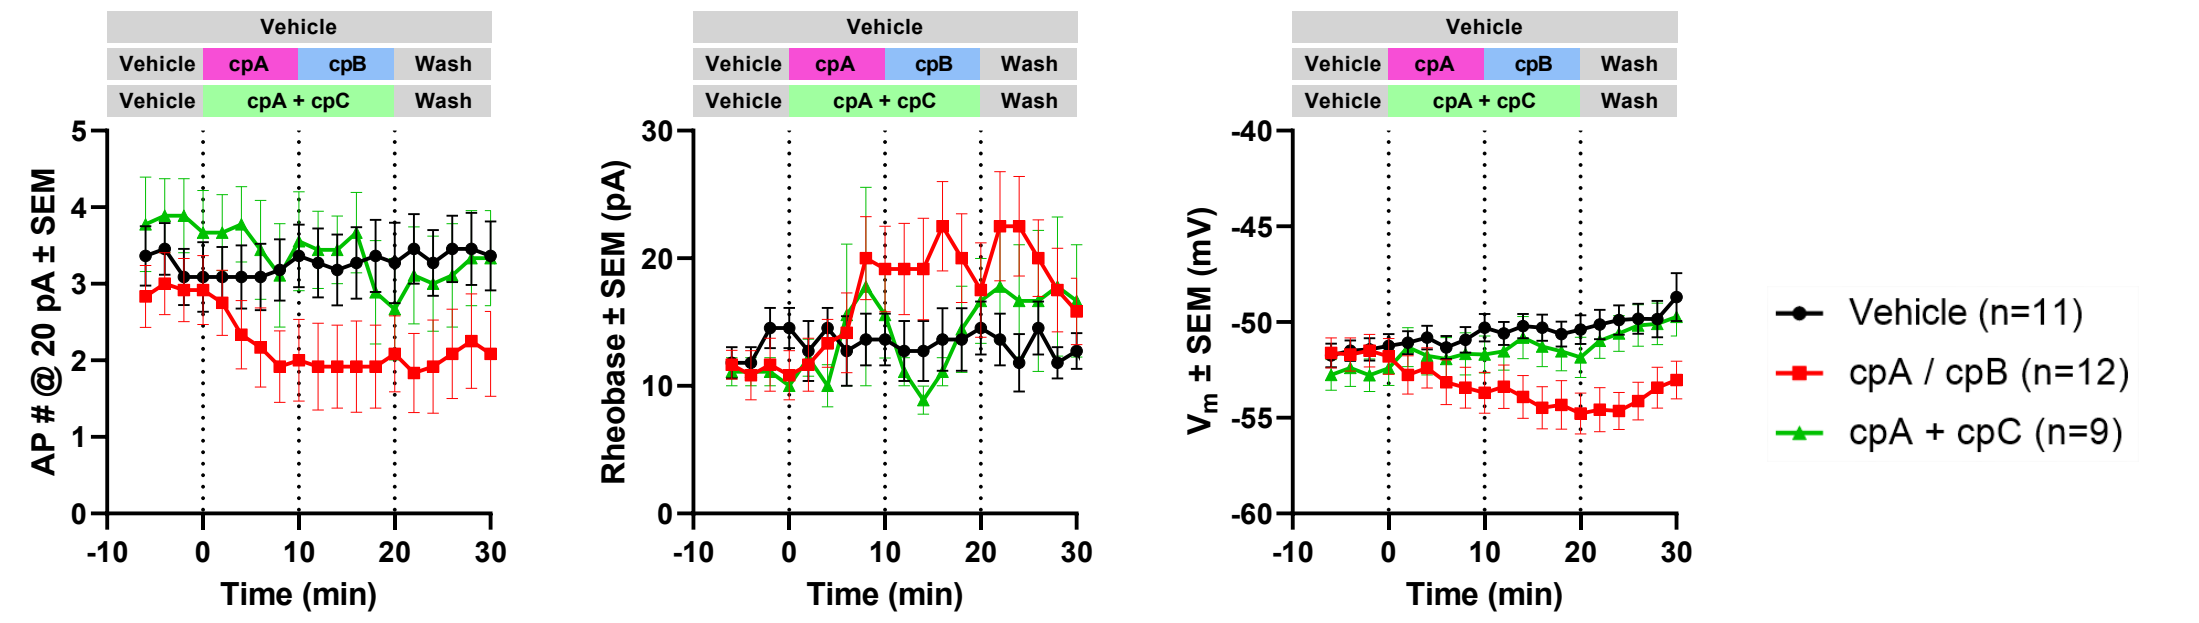 Vehicle
Vehicle cpA cpB Wash
Vehicle cpA + cpC Wash
5
4
3
2
1
0
-10 0 10 20 30
AP # @ 20 pA ± SEM
Time (min)
Vehicle
Vehicle cpA cpB Wash
Vehicle cpA + cpC Wash
30
20
10
0
-10 0 10 20 30
Rheobase ± SEM (pA)
Time (min)
Vehicle
Vehicle cpA cpB Wash
Vehicle cpA + cpC Wash
-40
-45
-50
-55
-60
-10 0 10 20 30
Vm ± SEM (mV)
Time (min)
Vehicle (n=11)
cpA / cpB (n=12)
cpA + cpC (n=9)